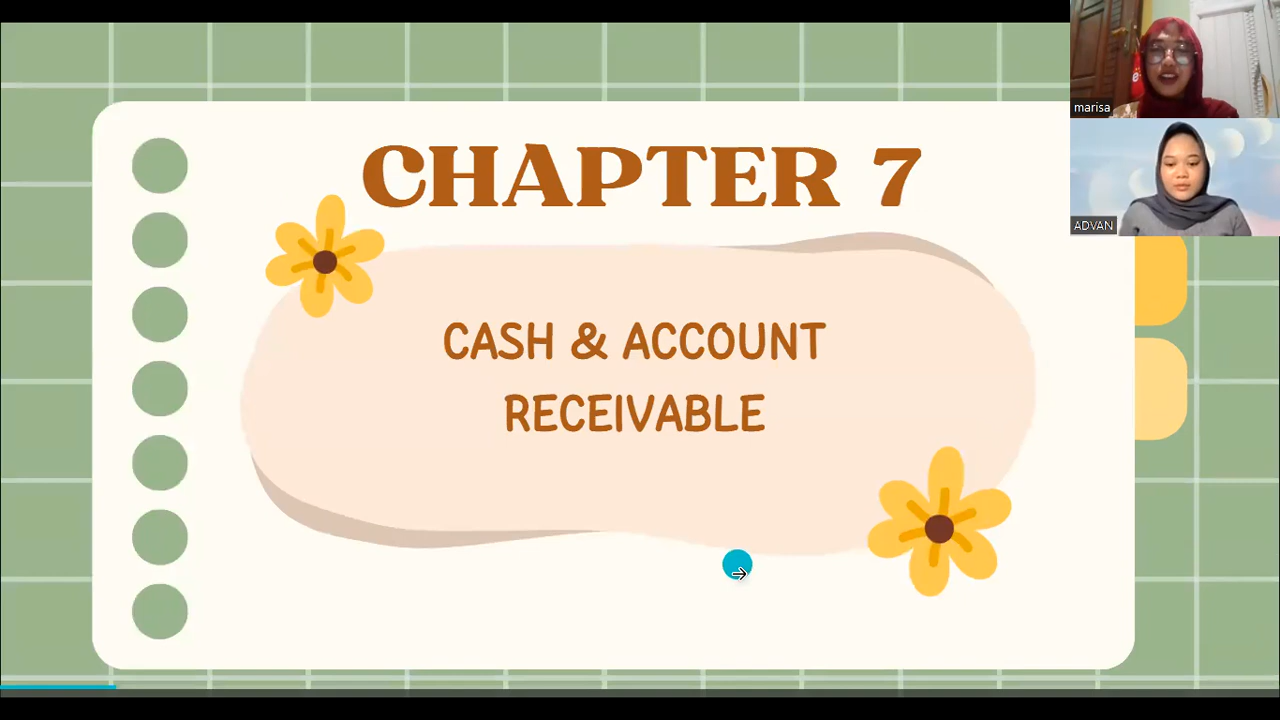 CHAPTER 7
CASH & ACCOUNT
RECEIVABLE
marisa
ADVAN